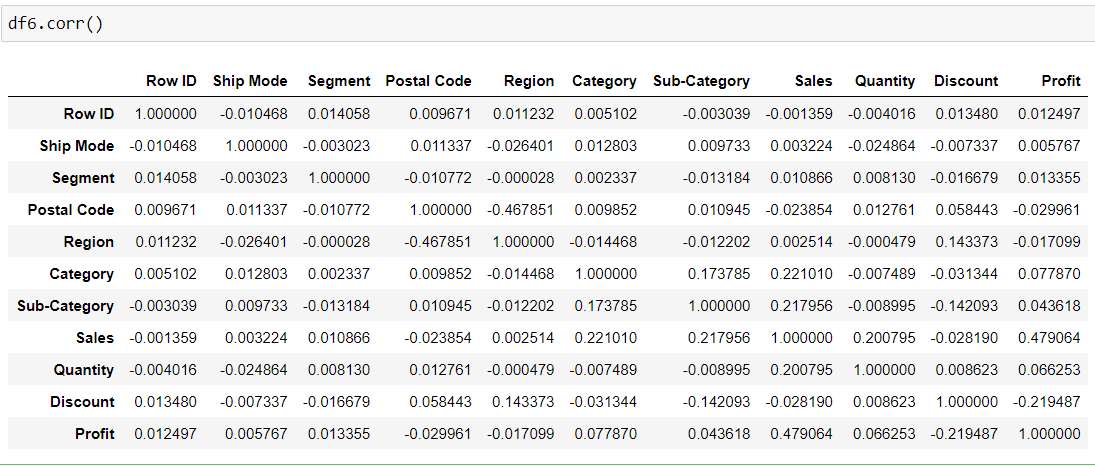 df6.corr()
Row ID Ship Mode Segment Postal Code Region Category Sub-Category Sales Quantity Discount Profit
Row ID 1.000000 -0.010468 0.014058 0.009671 0.011232 0.005102 -0.003039 -0.001359 -0.004016 0.013480 0.012497
Ship Mode -0.010468 1.000000 -0.003023 0.011337 -0.026401 0.012803 0.009733 0.003224 -0.024864 -0.007337 0.005767
Segment 0.014058 -0.003023 1.000000 -0.010772 -0.000028 0.002337 -0.013184 0.010866 0.008130 -0.016679 0.013355
Postal Code 0.009671 0.011337 -0.010772 1.000000 -0.467851 0.009852 0.010945 -0.023854 0.012761 0.058443 -0.029961
Region 0.011232 -0.026401 -0.000028 -0.467851 1.000000 -0.014468 -0.012202 0.002514 -0.000479 0.143373 -0.017099
Category 0.005102 0.012803 0.002337 0.009852 -0.014468 1.000000 0.173785 0.221010 -0.007489 -0.031344 0.077870
Sub-Category -0.003039 0.009733 -0.013184 0.010945 -0.012202 0.173785 1.000000 0.217956 -0.008995 -0.142093 0.043618
Sales -0.001359 0.003224 0.010866 -0.023854 0.002514 0.221010 0.217956 1.000000 0.200795 -0.028190 0.479064
Quantity -0.004016 -0.024864 0.008130 0.012761 -0.000479 -0.007489 -0.008995 0.200795 1.000000 0.008623 0.066253
Discount 0.013480 -0.007337 -0.016679 0.058443 0.143373 -0.031344 -0.142093 -0.028190 0.008623 1.000000 -0.219487
Profit 0.012497 0.005767 0.013355 -0.029961 -0.017099 0.077870 0.043618 0.479064 0.066253 -0.219487 1.000000